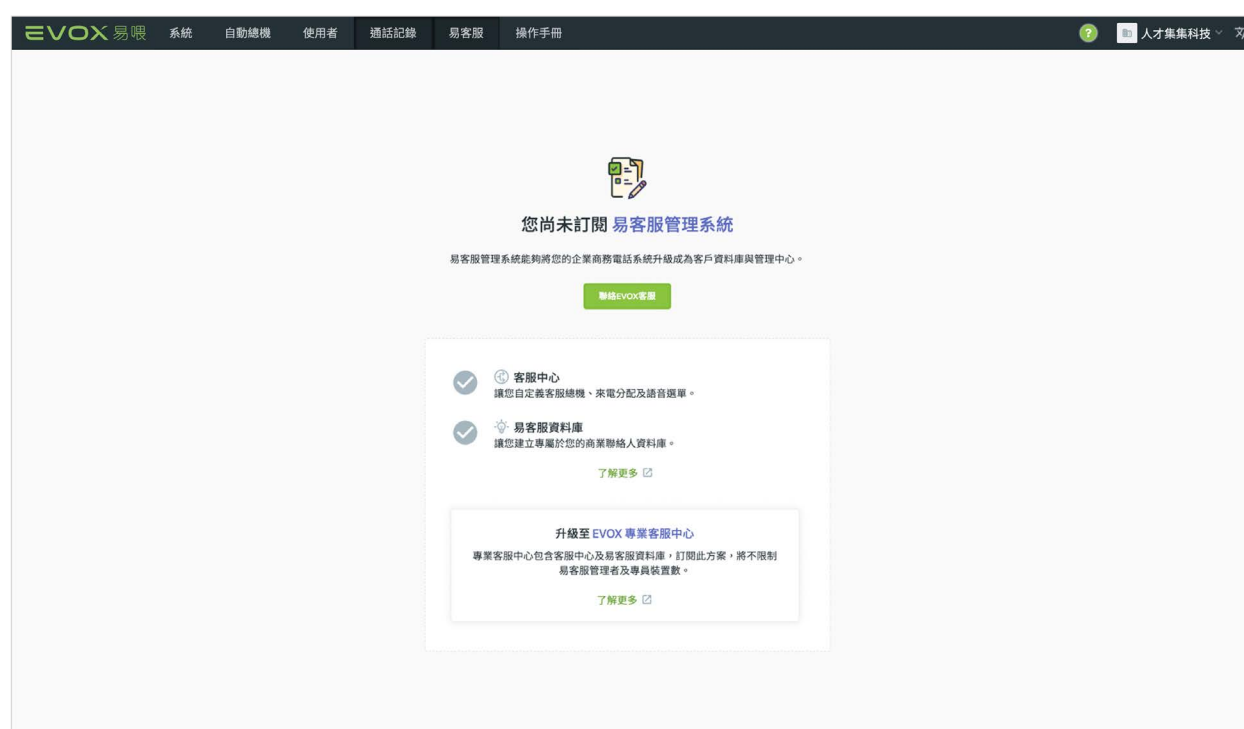 EVOX 易喂 系統 自動總機 使用者 通話記錄 易客服 操作手冊 ? 人才集集科技
您尚未訂閱 易客服管理系統
易客服管理系統能夠將您的企業商務電話系統升級成為客戶資料庫與管理中心。
聯絡EVOX客服
客服中心
讓您自定義客服總機、來電分配及語音選單。
易客服資料庫
讓您建立專屬於您的商業聯絡人資料庫。
了解更多
升級至 EVOX 專業客服中心
專業客服中心包含客服中心及易客服資料庫，訂閱此方案，將不限制
易客服管理者及專員裝置數。
了解更多